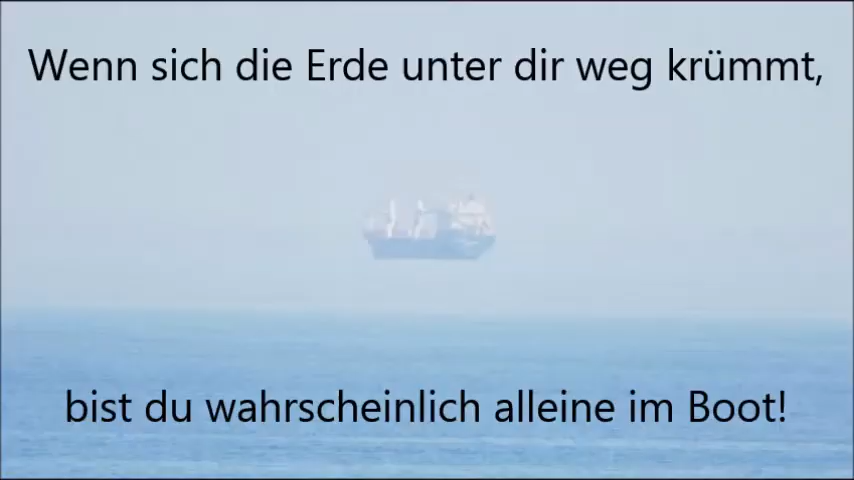 Wenn sich die Erde unter dir weg krümmt,
bist du wahrscheinlich alleine im Boot!